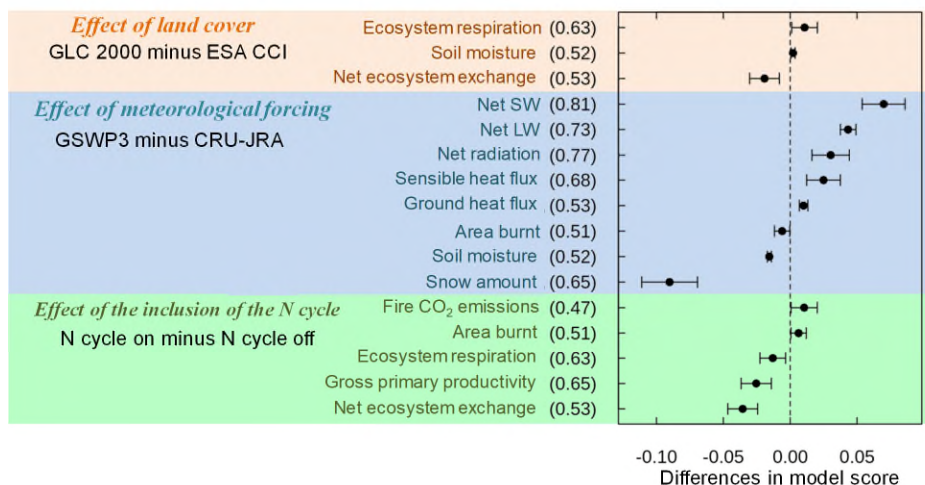 Effect of land cover
GLC 2000 minus ESA CCI
Ecosystem respiration (0.63)
Soil moisture (0.52)
Net ecosystem exchange (0.53)
Effect of meteorological forcing
GSWP3 minus CRU-JRA
Net SW (0.81)
Net LW (0.73)
Net radiation (0.77)
Sensible heat flux (0.68)
Ground heat flux (0.53)
Area burnt (0.51)
Soil moisture (0.52)
Snow amount (0.65)
Effect of the inclusion of the N cycle
N cycle on minus N cycle off
Fire CO₂ emissions (0.47)
Area burnt (0.51)
Ecosystem respiration (0.63)
Gross primary productivity (0.65)
Net ecosystem exchange (0.53)
-0.10 -0.05 0.00 0.05
Differences in model score